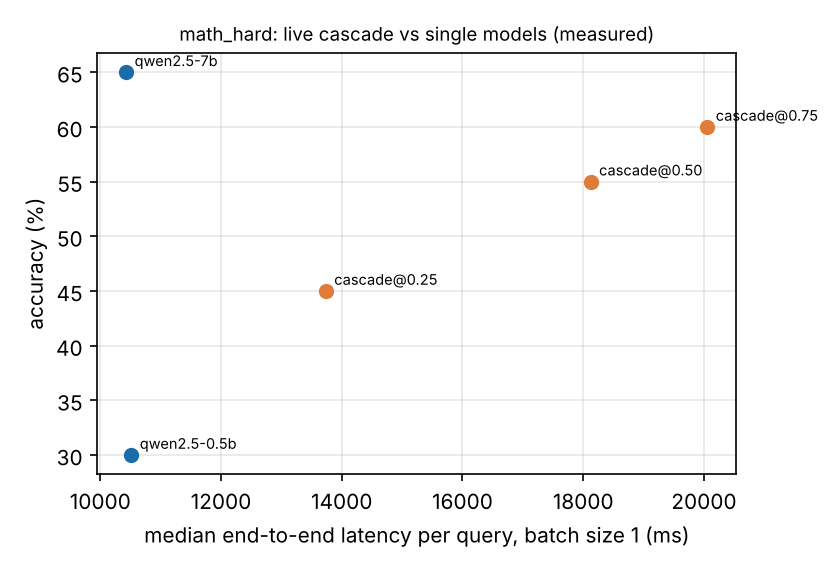 math_hard: live cascade vs single models (measured)
qwen2.5-7b
cascade@0.75
cascade@0.50
cascade@0.25
qwen2.5-0.5b
accuracy (%)
65
60
55
50
45
40
35
30
10000 12000 14000 16000 18000 20000
median end-to-end latency per query, batch size 1 (ms)